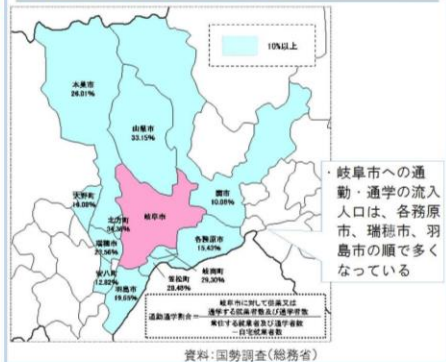 10%以上
本巣市
26.01%
山県市
33.15%
大野町
16.08%
関市
10.08%
北方町
34.36%
岐阜市
瑞穂市
23.56%
各務原市
15.43%
安八町
12.82%
羽島市
19.65%
笠松町
28.48%
岐南町
29.30%
・岐阜市への通
勤・通学の流入
人口は、各務原
市、瑞穂市、羽
島市の順で多く
なっている
岐阜市に対して従業又は
通学する就業者数及び通学者数
通勤通学割合=
常住する就業者及び通学者数
-自宅就業者数
資料:国勢調査(総務省)